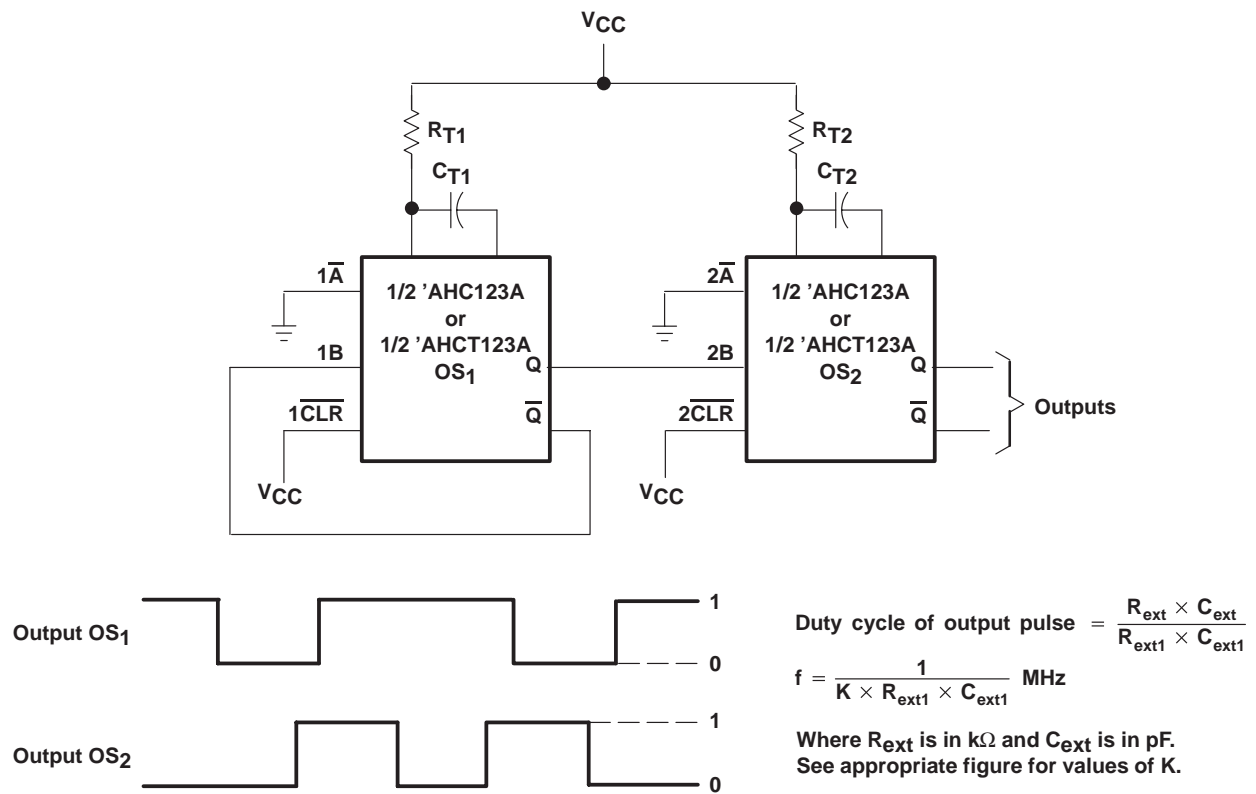 VCC
RT1
CT1
RT2
CT2
1A̅
1/2 ’AHC123A
or
1/2 ’AHCT123A
OS1
1B
Q
1C̅L̅R̅
Q̅
VCC
2A̅
1/2 ’AHC123A
or
1/2 ’AHCT123A
OS2
2B
Q
2C̅L̅R̅
Q̅
VCC
Outputs
Output OS1
1
0
Output OS2
1
0
Duty cycle of output pulse = Rext × Cext / Rext1 × Cext1
f = 1 / K × Rext1 × Cext1 MHz
Where Rext is in kΩ and Cext is in pF.
See appropriate figure for values of K.